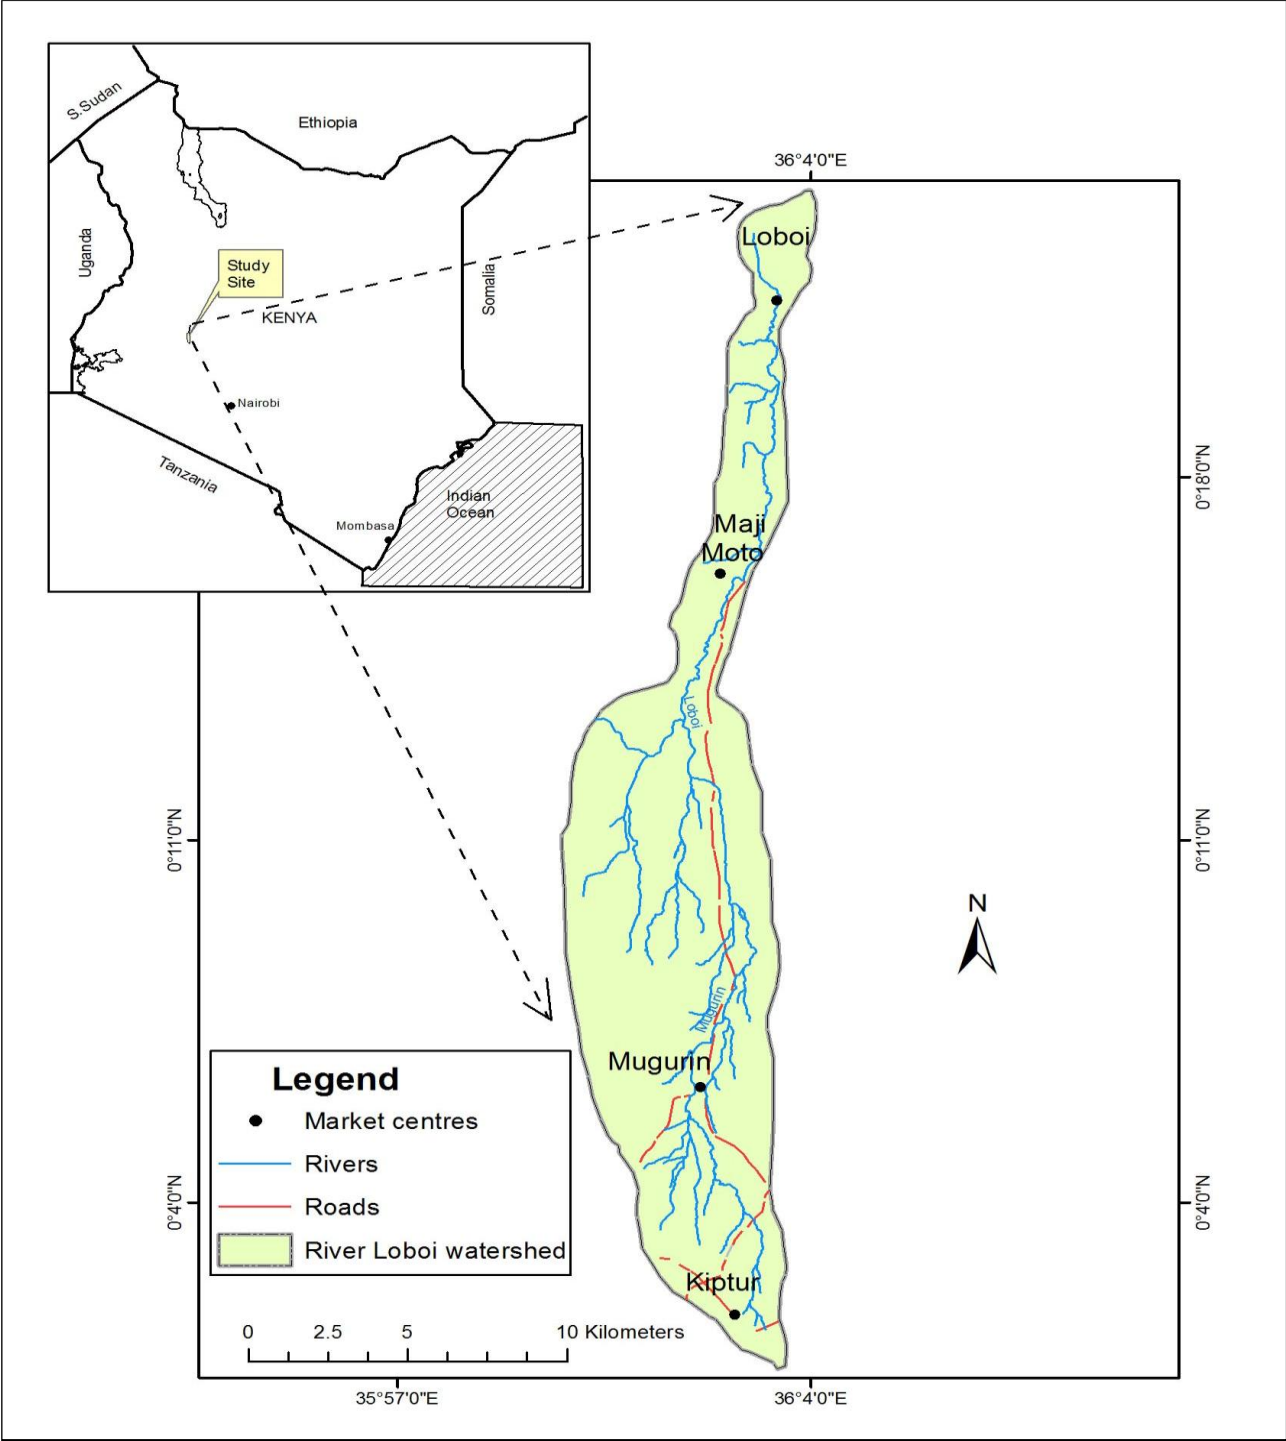 S.Sudan
Ethiopia
Uganda
Study
Site
KENYA
Somalia
Nairobi
Tanzania
Indian
Ocean
Mombasa
36°4'0"E
Loboi
0°18'0"N
Maji
Moto
Loboi
0°11'0"N
0°11'0"N
N
Mugurin
Mugurin
0°4'0"N
0°4'0"N
Kiptur
Legend
Market centres
Rivers
Roads
River Loboi watershed
0 2.5 5 10 Kilometers
35°57'0"E
36°4'0"E